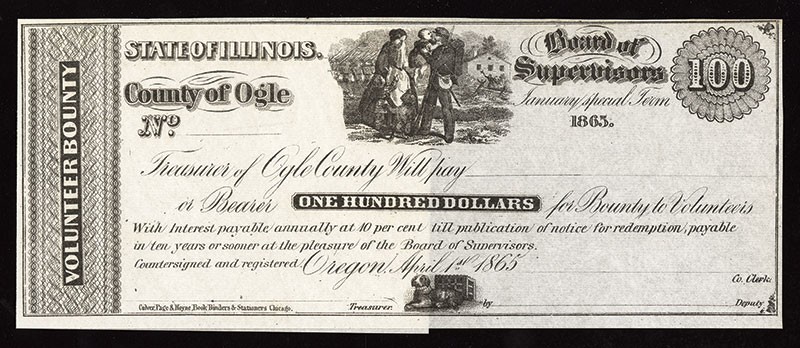 VOLUNTEER BOUNTY
STATE OF ILLINOIS.
County of Ogle
No.
Board of
Supervisors
January special Term
1865.
100
Treasurer of Ogle County Will pay
or Bearer ONE HUNDRED DOLLARS for Bounty to Volunteers
With Interest payable annually at 10 per cent till publication of notice for redemption, payable
in ten years or sooner at the pleasure of the Board of Supervisors.
Countersigned and registered Oregon April 1st 1865
Co. Clerk.
Culver, Page & Hoyne, Book Binders & Stationers Chicago. Treasurer. by Deputy